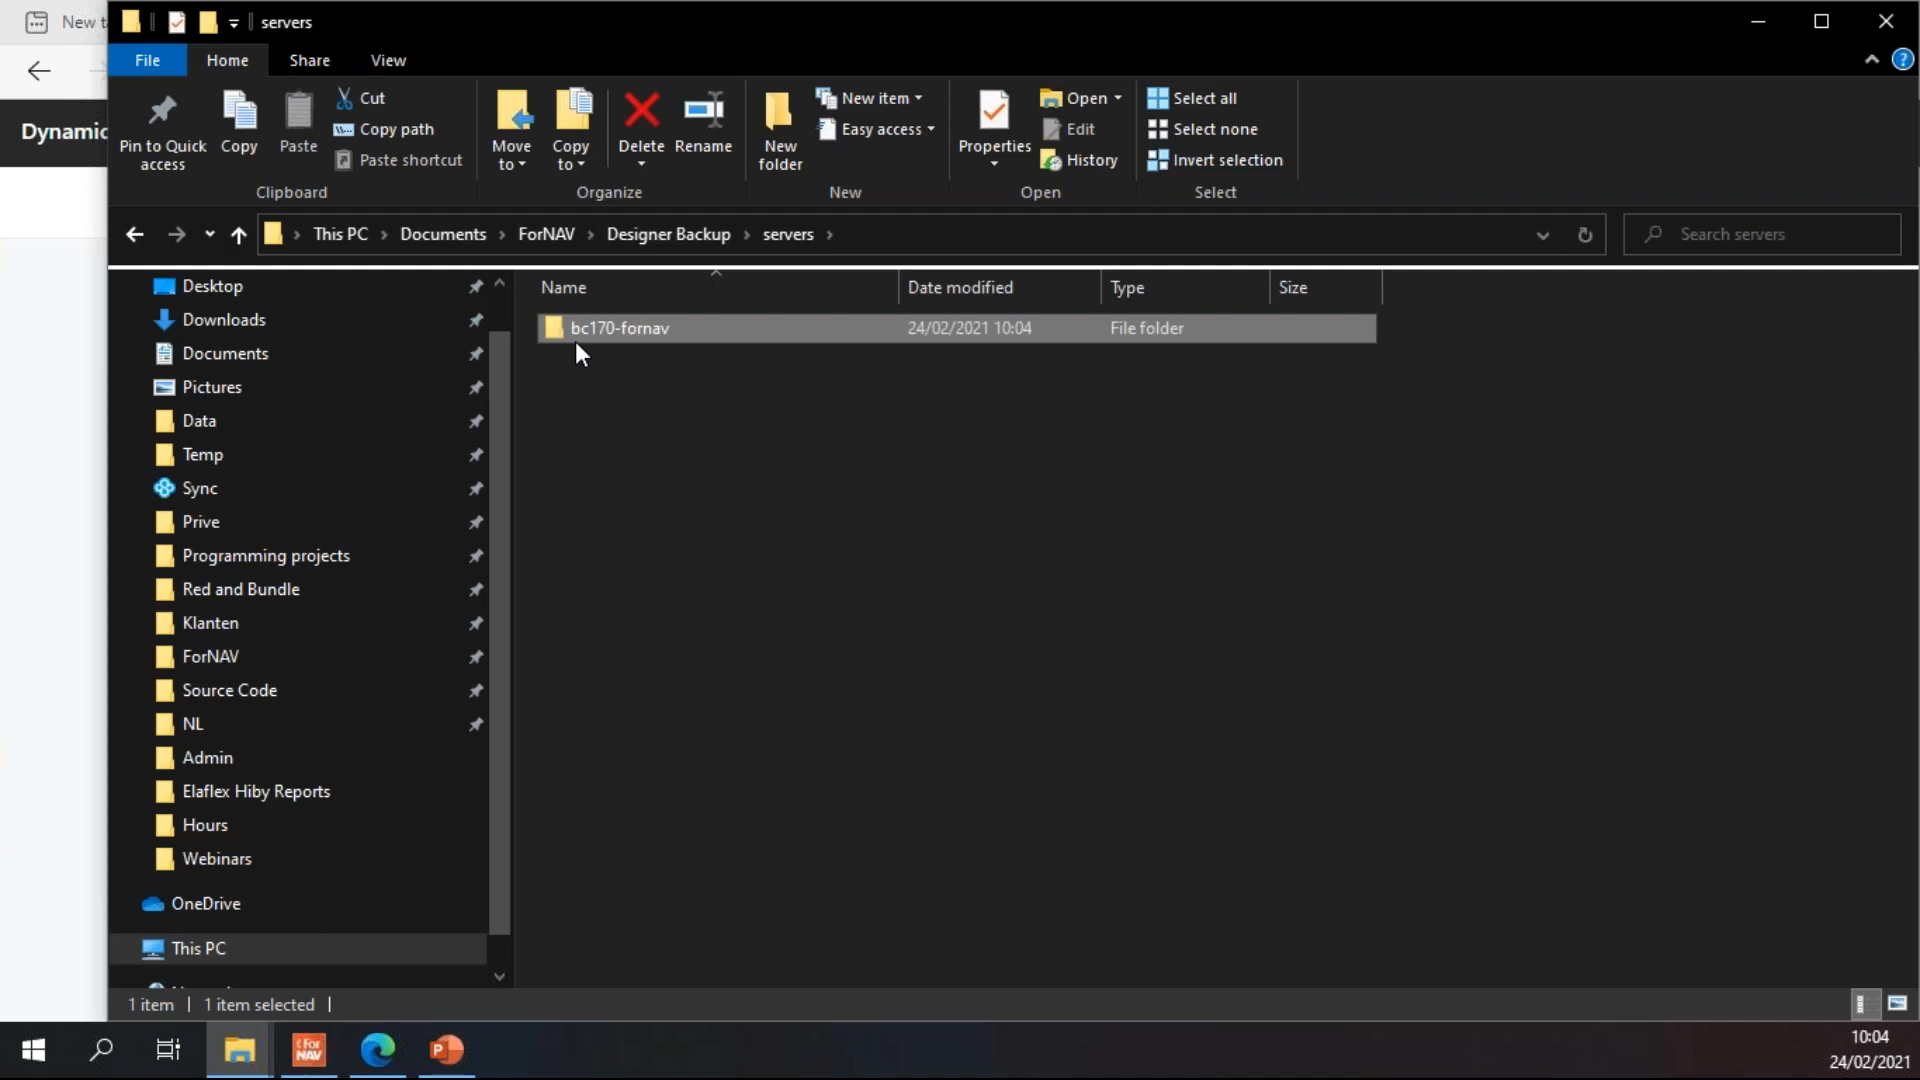 New t
servers
File
Home
Share
View
Dynamic
Pin to Quick access
Copy
Paste
Cut
Copy path
Paste shortcut
Clipboard
Move to
Copy to
Delete
Rename
Organize
New folder
New item
Easy access
New
Properties
Open
Edit
History
Open
Select all
Select none
Invert selection
Select
This PC > Documents > ForNAV > Designer Backup > servers >
Search servers
Name
Date modified
Type
Size
bc170-fornav
24/02/2021 10:04
File folder
Desktop
Downloads
Documents
Pictures
Data
Temp
Sync
Prive
Programming projects
Red and Bundle
Klanten
ForNAV
Source Code
NL
Admin
Elaflex Hiby Reports
Hours
Webinars
OneDrive
This PC
1 item
1 item selected
For NAV
10:04
24/02/2021